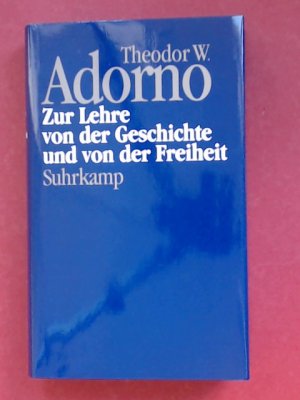 Theodor W.
Adorno
Zur Lehre
von der Geschichte
und von der Freiheit
Suhrkamp